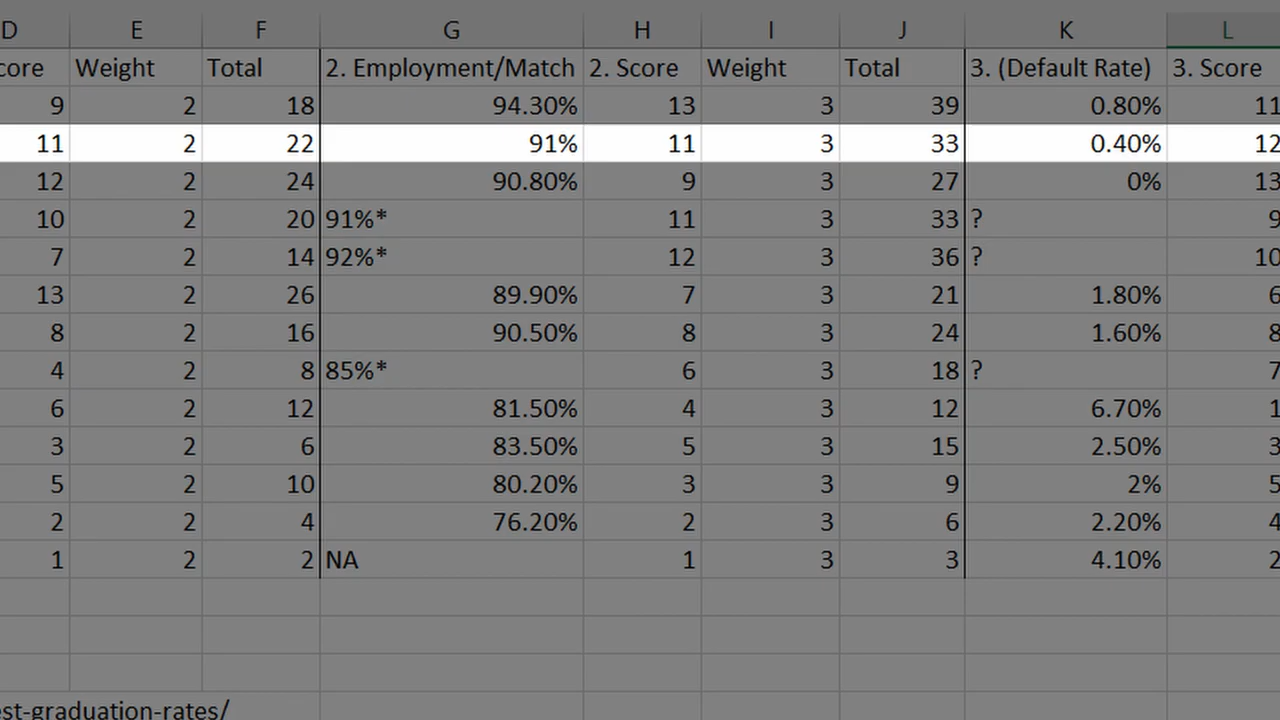 D E F G H I J K L
core Weight Total 2. Employment/Match 2. Score Weight Total 3. (Default Rate) 3. Score
9 2 18 94.30% 13 3 39 0.80% 11
11 2 22 91% 11 3 33 0.40% 12
12 2 24 90.80% 9 3 27 0% 13
10 2 20 91%* 11 3 33 ? 9
7 2 14 92%* 12 3 36 ? 10
13 2 26 89.90% 7 3 21 1.80% 6
8 2 16 90.50% 8 3 24 1.60% 8
4 2 8 85%* 6 3 18 ? 7
6 2 12 81.50% 4 3 12 6.70% 1
3 2 6 83.50% 5 3 15 2.50% 3
5 2 10 80.20% 3 3 9 2% 5
2 2 4 76.20% 2 3 6 2.20% 4
1 2 2 NA 1 3 3 4.10% 2
est-graduation-rates/